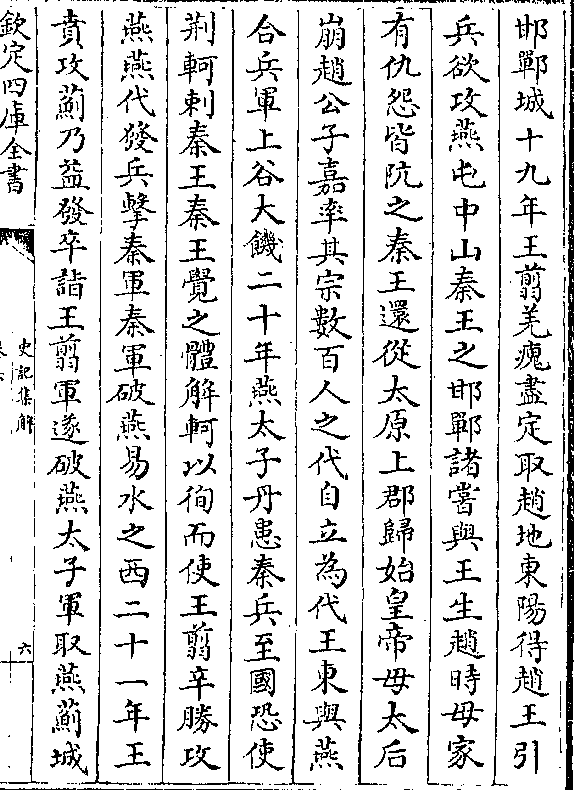 邯鄲城十九年王翦羌瘣盡定取趙地東陽得趙王引
兵欲攻燕屯中山秦王之邯鄲諸嘗與王生趙時母家
有仇怨皆阬之秦王還從太原上郡歸始皇帝母太后
崩趙公子嘉率其宗數百人之代自立為代王東與燕
合兵軍上谷大饑二十年燕太子丹患秦兵至國恐使
荆軻刺秦王秦王覺之體解軻以徇而使王翦辛勝攻
燕燕代發兵擊秦軍秦軍破燕易水之西二十一年王
賁攻薊乃益發卒詣王翦軍遂破燕太子軍取燕薊城
欽定四庫全書
史記集解
六